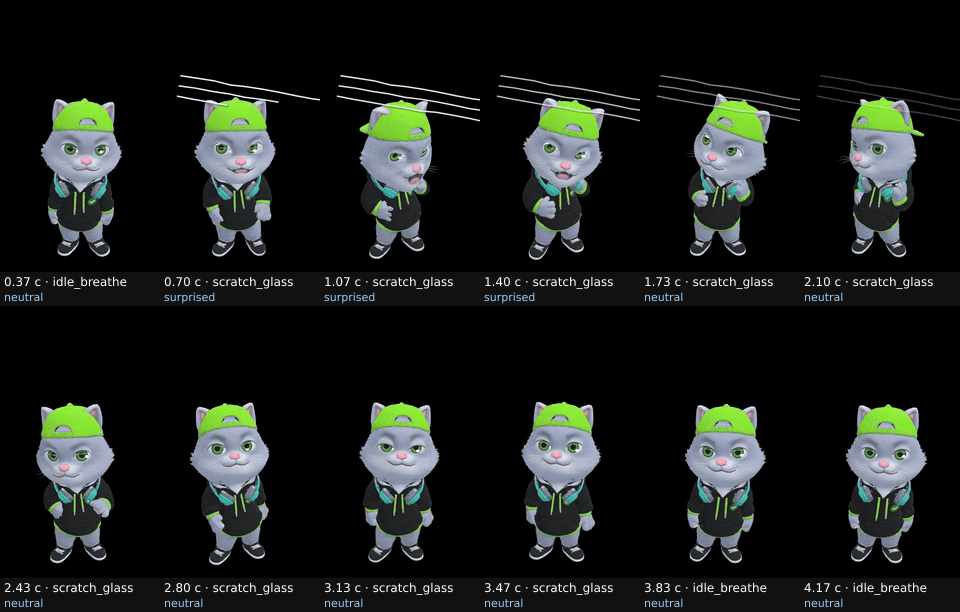 0.37 c · idle_breathe
neutral
0.70 c · scratch_glass
surprised
1.07 c · scratch_glass
surprised
1.40 c · scratch_glass
surprised
1.73 c · scratch_glass
neutral
2.10 c · scratch_glass
neutral
2.43 c · scratch_glass
neutral
2.80 c · scratch_glass
neutral
3.13 c · scratch_glass
neutral
3.47 c · scratch_glass
neutral
3.83 c · idle_breathe
neutral
4.17 c · idle_breathe
neutral